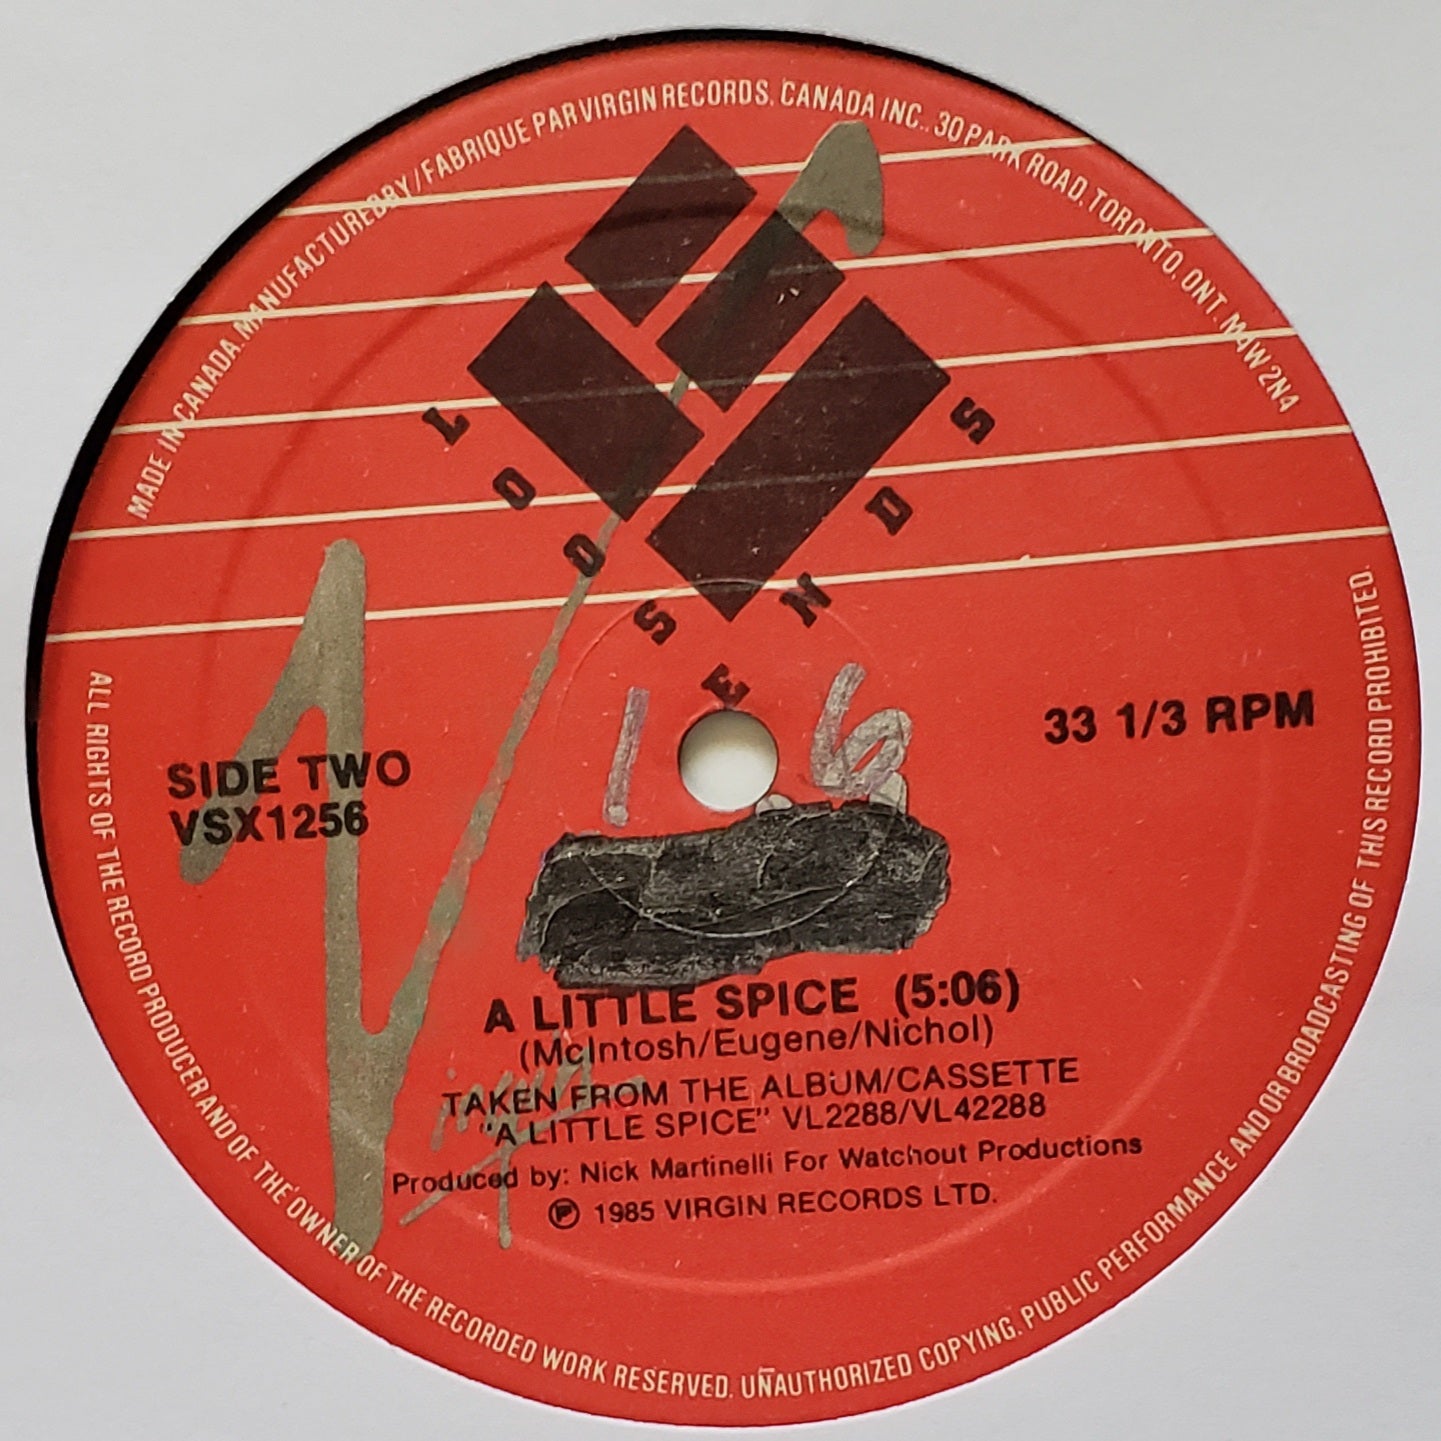 MADE IN CANADA. MANUFACTURED BY/FABRIQUE PAR VIRGIN RECORDS. CANADA INC., 30 PARK ROAD, TORONTO, ONT. M4W 2N4
LOOSE ENDS
1.6
33 1/3 RPM
SIDE TWO
VSX1256
A LITTLE SPICE (5:06)
(McIntosh/Eugene/Nichol)
TAKEN FROM THE ALBUM/CASSETTE
"A LITTLE SPICE" VL2288/VL42288
Produced by: Nick Martinelli For Watchout Productions
℗ 1985 VIRGIN RECORDS LTD.
Virgin
ALL RIGHTS OF THE RECORD PRODUCER AND OF THE OWNER OF THE RECORDED WORK RESERVED. UNAUTHORIZED COPYING. PUBLIC PERFORMANCE AND OR BROADCASTING OF THIS RECORD PROHIBITED.